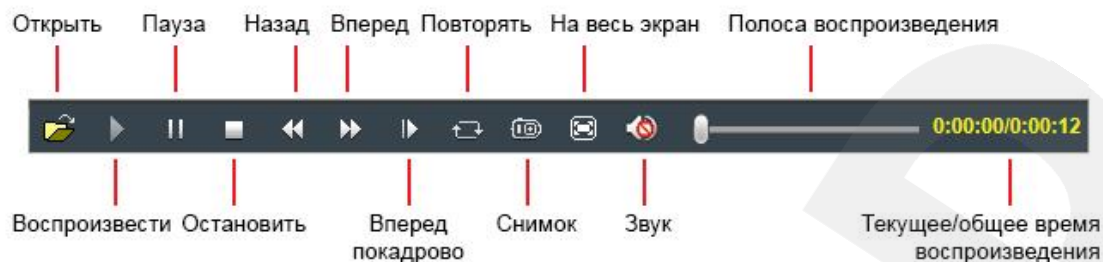 Открыть Пауза Назад Вперед Повторять На весь экран Полоса воспроизведения
0:00:00/0:00:12
Воспроизвести Остановить Вперед покадрово Снимок Звук Текущее/общее время воспроизведения